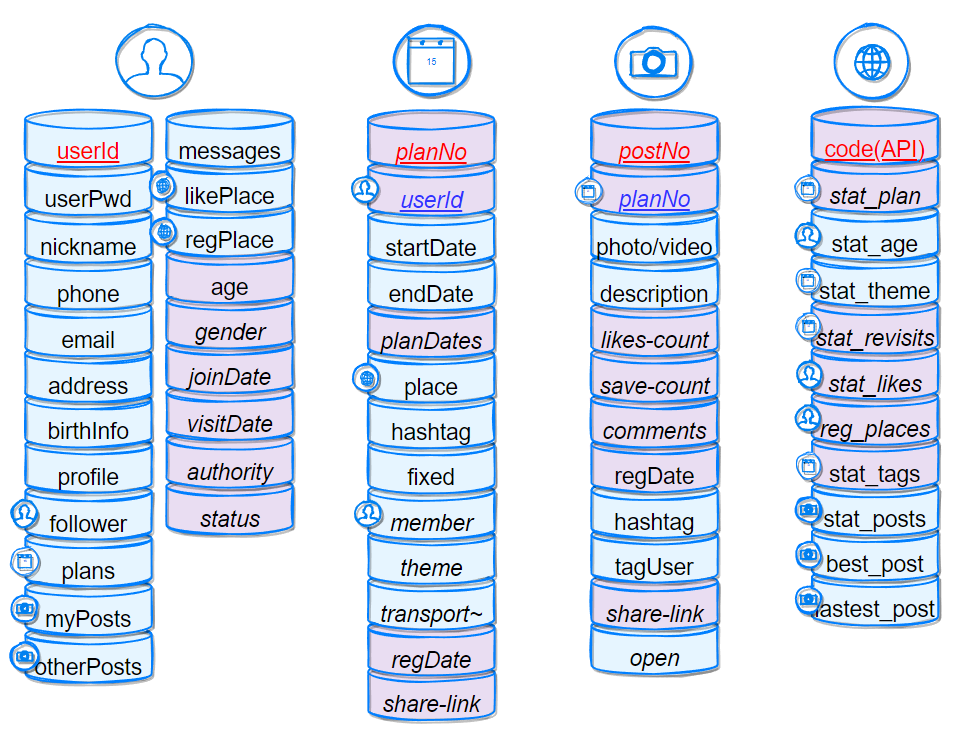 userId
userPwd
nickname
phone
email
address
birthInfo
profile
follower
plans
myPosts
otherPosts
messages
likePlace
regPlace
age
gender
joinDate
visitDate
authority
status
15
planNo
userId
startDate
endDate
planDates
place
hashtag
fixed
member
theme
transport~
regDate
share-link
postNo
planNo
photo/video
description
likes-count
save-count
comments
regDate
hashtag
tagUser
share-link
open
code(API)
stat_plan
stat_age
stat_theme
stat_revisits
stat_likes
reg_places
stat_tags
stat_posts
best_post
lastest_post